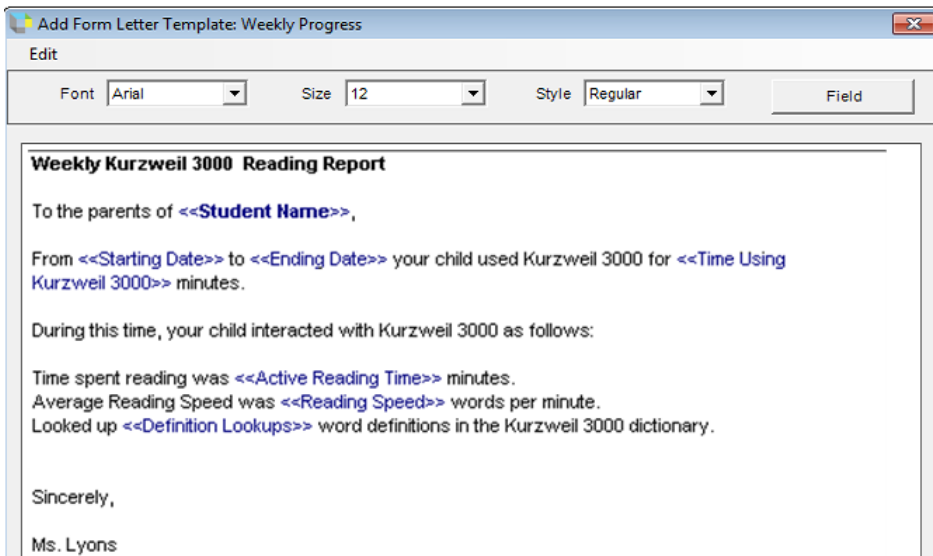 Add Form Letter Template: Weekly Progress
Edit
Font Arial Size 12 Style Regular Field
Weekly Kurzweil 3000 Reading Report
To the parents of <<Student Name>>,
From <<Starting Date>> to <<Ending Date>> your child used Kurzweil 3000 for <<Time Using
Kurzweil 3000>> minutes.
During this time, your child interacted with Kurzweil 3000 as follows:
Time spent reading was <<Active Reading Time>> minutes.
Average Reading Speed was <<Reading Speed>> words per minute.
Looked up <<Definition Lookups>> word definitions in the Kurzweil 3000 dictionary.
Sincerely,
Ms. Lyons